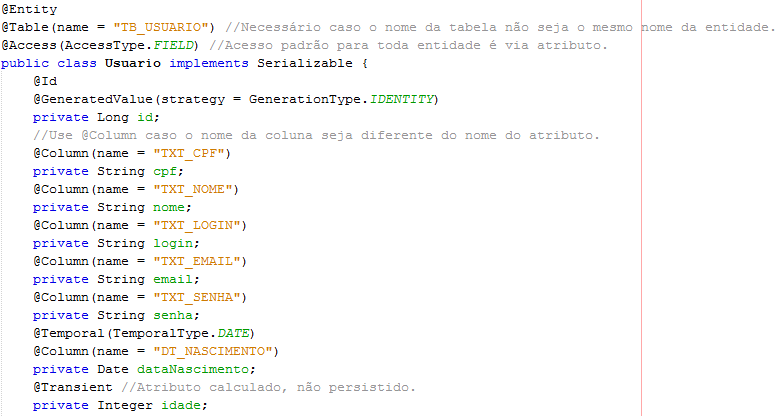 @Entity
@Table(name = "TB_USUARIO") //Necessário caso o nome da tabela não seja o mesmo nome da entidade.
@Access(AccessType.FIELD) //Acesso padrão para toda entidade é via atributo.
public class Usuario implements Serializable {
@Id
@GeneratedValue(strategy = GenerationType.IDENTITY)
private Long id;
//Use @Column caso o nome da coluna seja diferente do nome do atributo.
@Column(name = "TXT_CPF")
private String cpf;
@Column(name = "TXT_NOME")
private String nome;
@Column(name = "TXT_LOGIN")
private String login;
@Column(name = "TXT_EMAIL")
private String email;
@Column(name = "TXT_SENHA")
private String senha;
@Temporal(TemporalType.DATE)
@Column(name = "DT_NASCIMENTO")
private Date dataNascimento;
@Transient //Atributo calculado, não persistido.
private Integer idade;